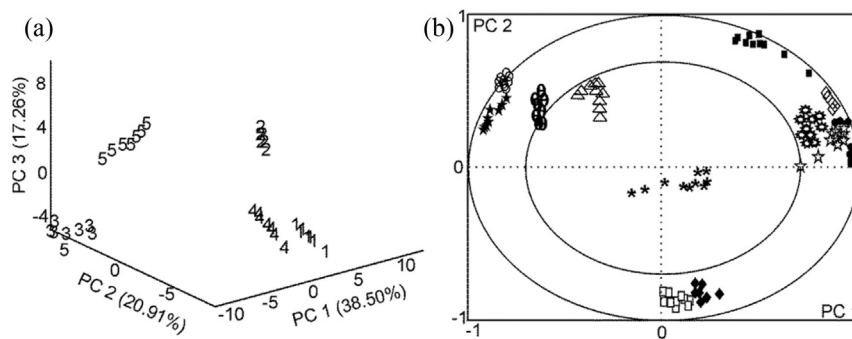 (a)
PC 3 (17.26%)
8
4
0
-4
5 5 5 5 5 5 5
2 2 2 2 2
3 3 3 3 3 3
4 4 4 4 4 4
1 1 1 1 1 1
5
0
-5
PC 2 (20.91%)
-10
-5
0
5
10
PC 1 (38.50%)
(b)
PC 2
1
0
-1
-1
0
PC